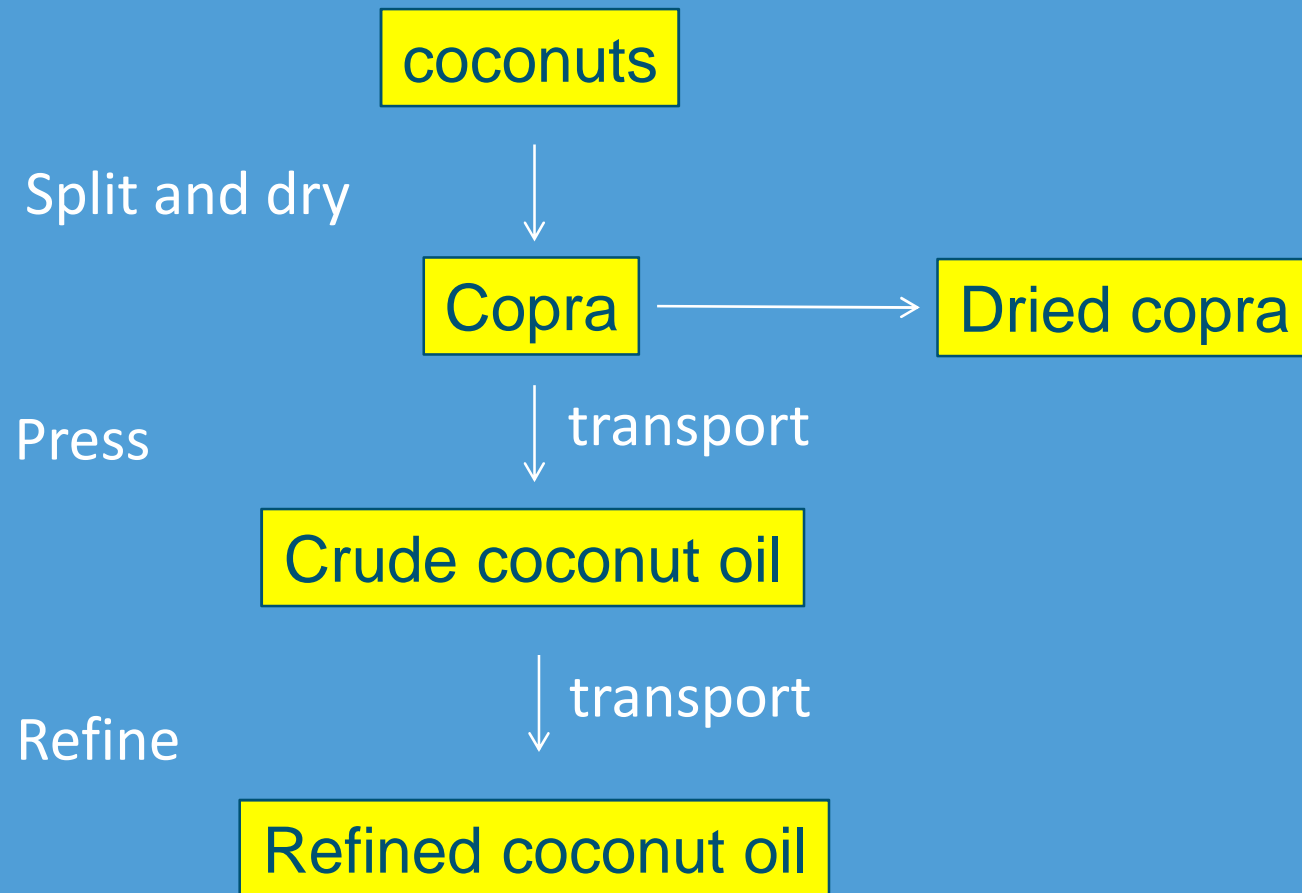 coconuts
Split and dry
Copra
Dried copra
Press
transport
Crude coconut oil
transport
Refine
Refined coconut oil